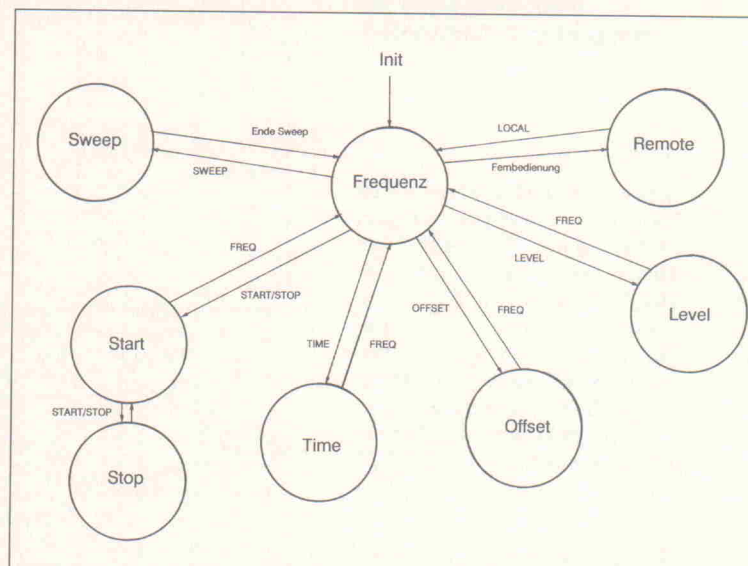 Init
Sweep
Ende Sweep
SWEEP
Frequenz
LOCAL
Fernbedienung
Remote
FREQ
START/STOP
FREQ
LEVEL
Level
Start
START/STOP
Stop
TIME
FREQ
Time
OFFSET
FREQ
Offset